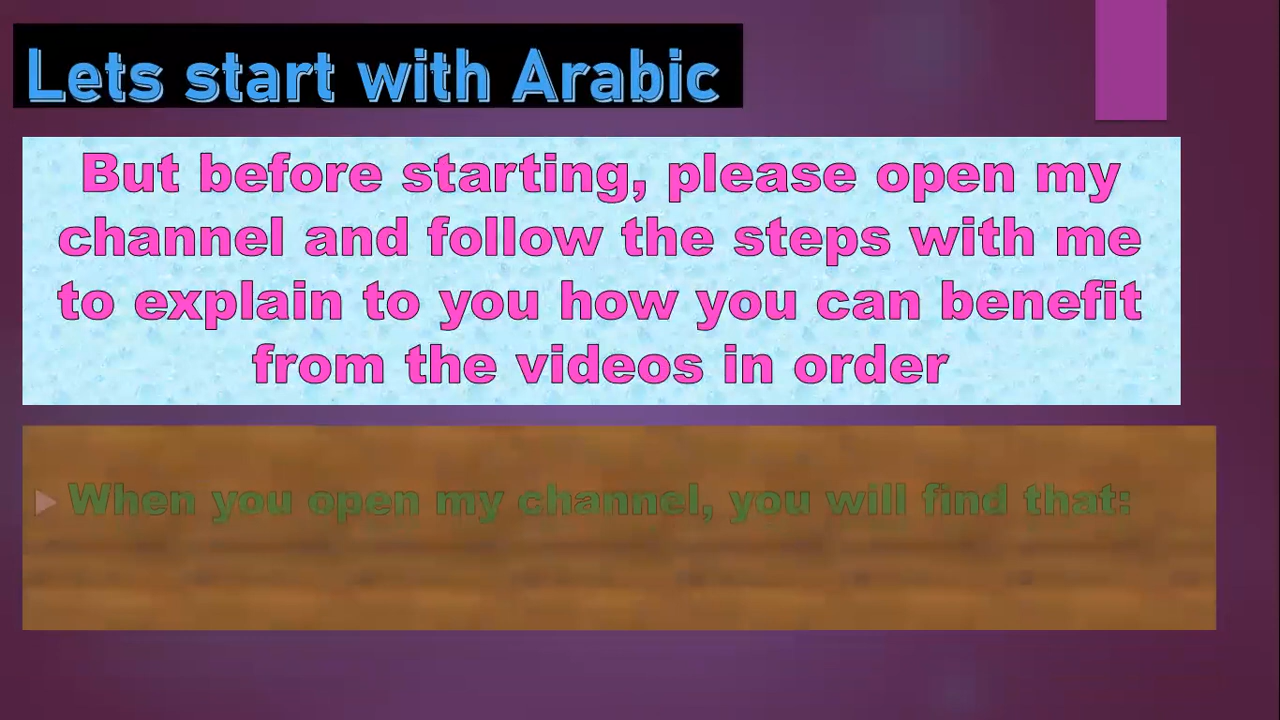 Lets start with Arabic
But before starting, please open my
channel and follow the steps with me
to explain to you how you can benefit
from the videos in order
When you open my channel, you will find that: